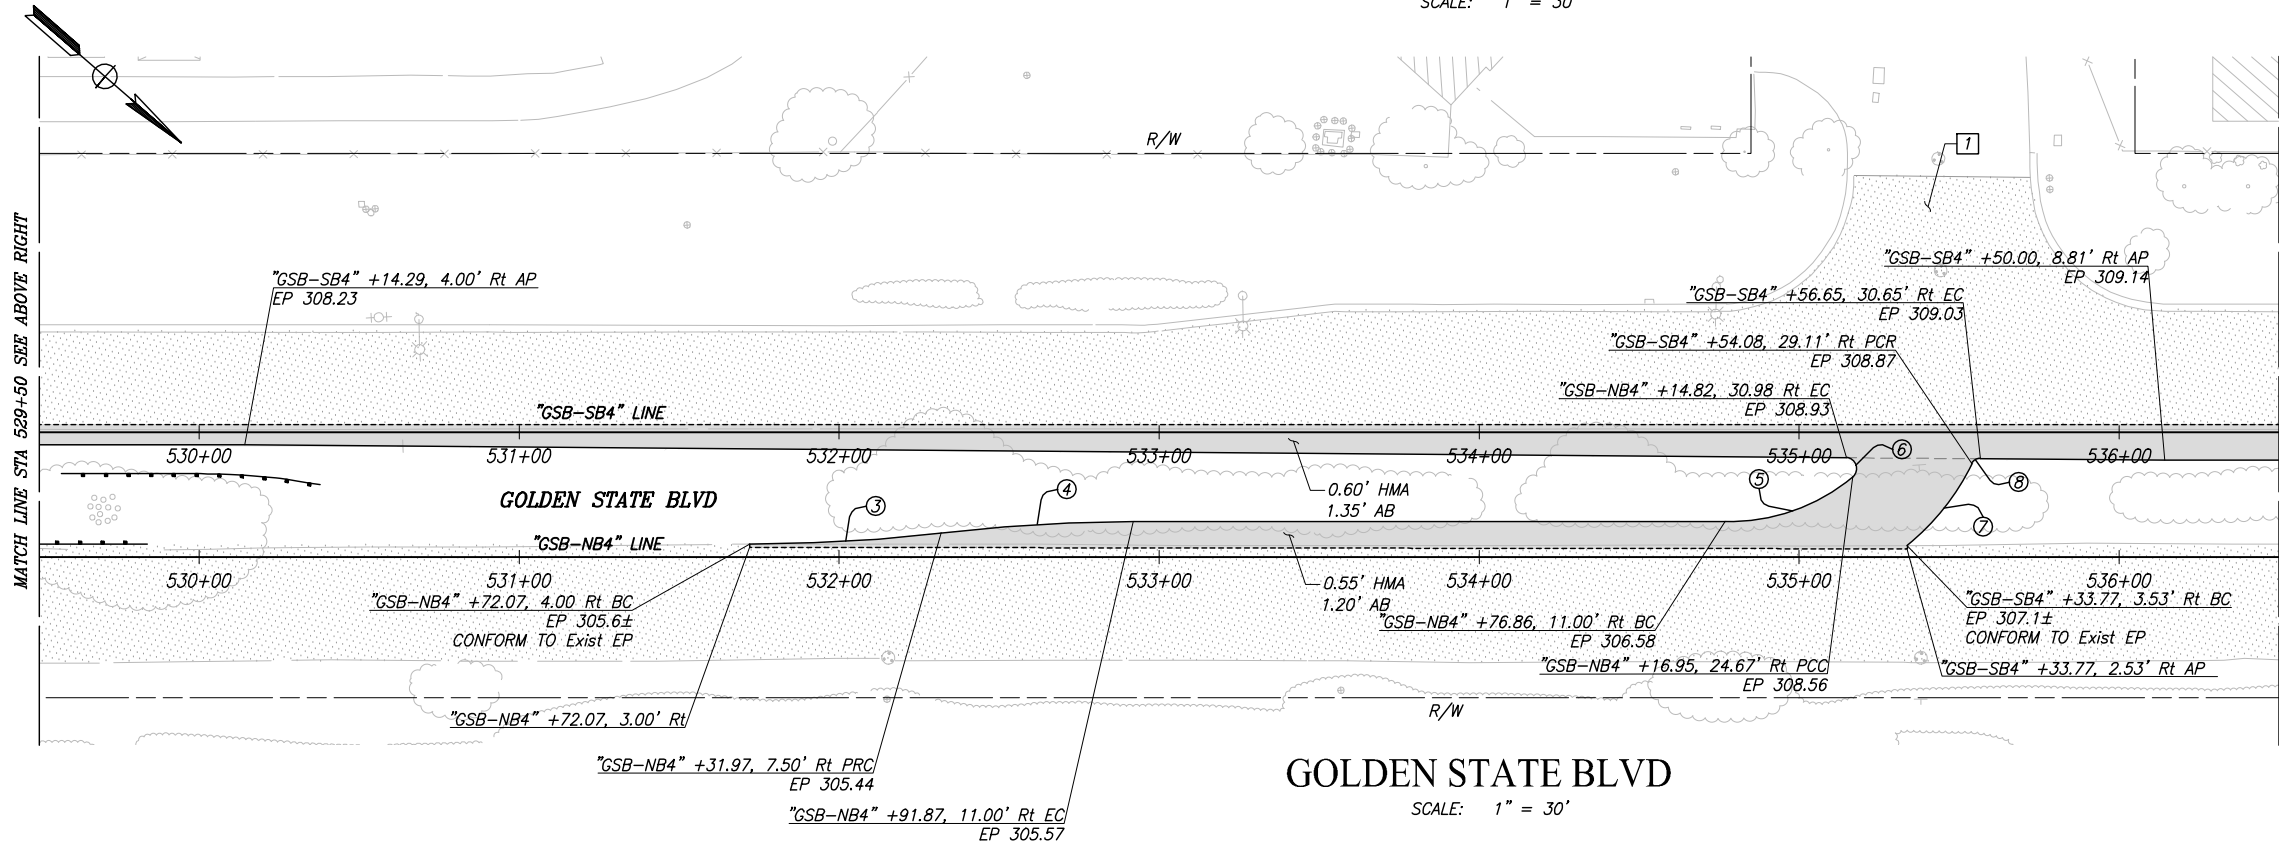 SCALE: 1" = 30'
R/W
1
MATCH LINE STA 529+50 SEE ABOVE RIGHT
"GSB-SB4" +14.29, 4.00' Rt AP
EP 308.23
"GSB-SB4" +50.00, 8.81' Rt AP
EP 309.14
"GSB-SB4" +56.65, 30.65' Rt EC
EP 309.03
"GSB-SB4" +54.08, 29.11' Rt PCR
EP 308.87
"GSB-NB4" +14.82, 30.98 Rt EC
EP 308.93
"GSB-SB4" LINE
530+00
531+00
532+00
533+00
534+00
535+00
536+00
6
5
8
7
3
4
0.60' HMA
1.35' AB
GOLDEN STATE BLVD
"GSB-NB4" LINE
530+00
531+00
532+00
533+00
534+00
535+00
536+00
0.55' HMA
1.20' AB
"GSB-NB4" +72.07, 4.00 Rt BC
EP 305.6±
CONFORM TO Exist EP
"GSB-NB4" +76.86, 11.00' Rt BC
EP 306.58
"GSB-NB4" +16.95, 24.67' Rt PCC
EP 308.56
"GSB-SB4" +33.77, 3.53' Rt BC
EP 307.1±
CONFORM TO Exist EP
"GSB-SB4" +33.77, 2.53' Rt AP
"GSB-NB4" +72.07, 3.00' Rt
R/W
"GSB-NB4" +31.97, 7.50' Rt PRC
EP 305.44
"GSB-NB4" +91.87, 11.00' Rt EC
EP 305.57
GOLDEN STATE BLVD
SCALE: 1" = 30'